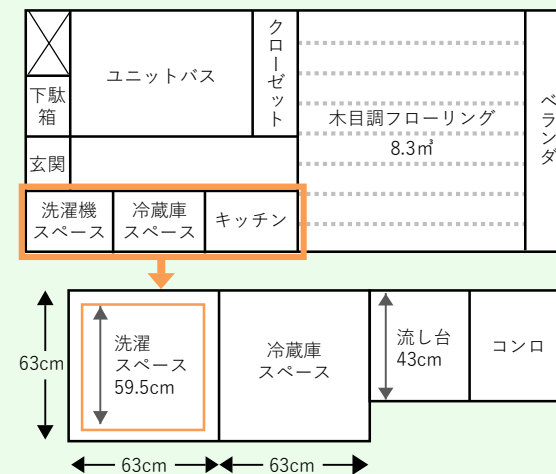 ユニットバス
クローゼット
下駄
箱
玄関
木目調フローリング
8.3㎡
ベランダ
洗濯機
スペース
冷蔵庫
スペース
キッチン
63cm
洗濯
スペース
59.5cm
冷蔵庫
スペース
流し台
43cm
コンロ
63cm
63cm